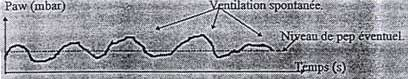 Paw (mbar)
Ventilation spontanée.
Niveau de pep éventuel.
Temps (s)